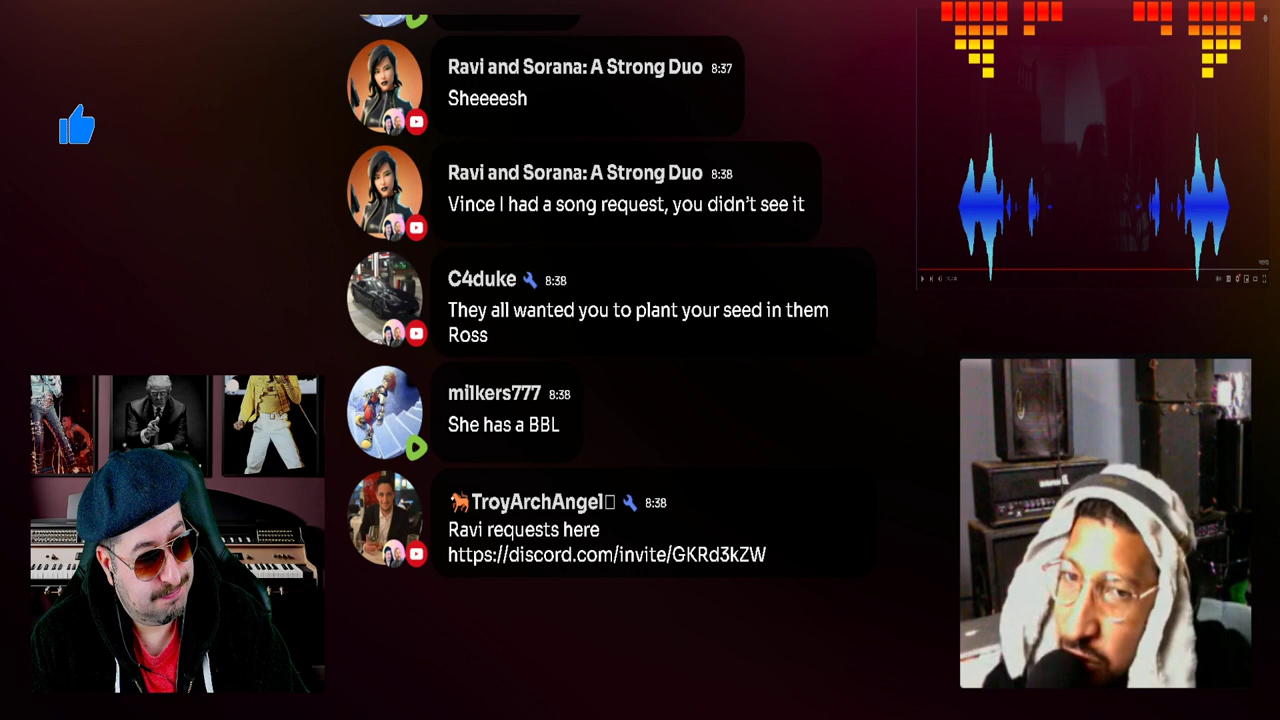 Ravi and Sorana: A Strong Duo 8:37
Sheeeesh
Ravi and Sorana: A Strong Duo 8:38
Vince I had a song request, you didn't see it
C4duke 8:38
They all wanted you to plant your seed in them
Ross
milkers777 8:38
She has a BBL
TroyArchAngel 8:38
Ravi requests here
https://discord.com/invite/GKRd3kZW